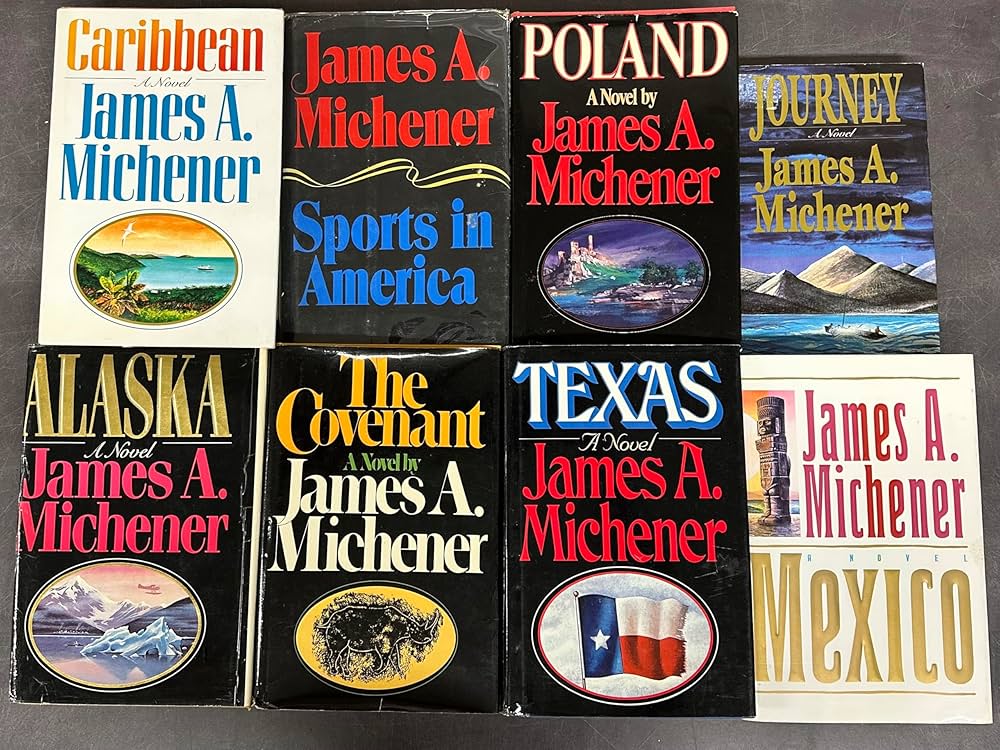 Caribbean
A Novel
James A.
Michener
James A.
Michener
Sports in
America
POLAND
A Novel by
James A.
Michener
JOURNEY
A Novel
James A.
Michener
ALASKA
A Novel
James A.
Michener
The
Covenant
A Novel by
James A.
Michener
TEXAS
A Novel
James A.
Michener
James A.
Michener
A NOVEL
Mexico